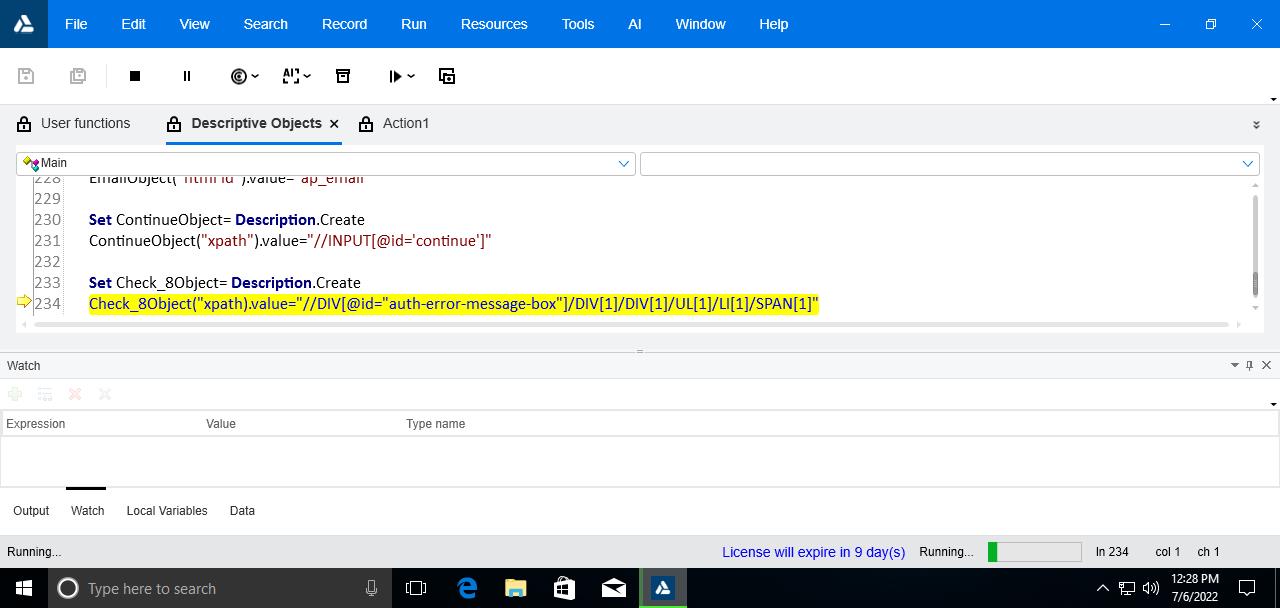 File Edit View Search Record Run Resources Tools AI Window Help
User functions Descriptive Objects Action1
Main
228 EmailObject("html id").value="ap_email"
229
230 Set ContinueObject= Description.Create
231 ContinueObject("xpath").value="//INPUT[@id='continue']"
232
233 Set Check_8Object= Description.Create
234 Check_8Object("xpath).value="//DIV[@id="auth-error-message-box"]/DIV[1]/DIV[1]/UL[1]/LI[1]/SPAN[1]"
Watch
Expression Value Type name
Output Watch Local Variables Data
Running... License will expire in 9 day(s) Running... ln 234 col 1 ch 1
Type here to search
12:28 PM
7/6/2022